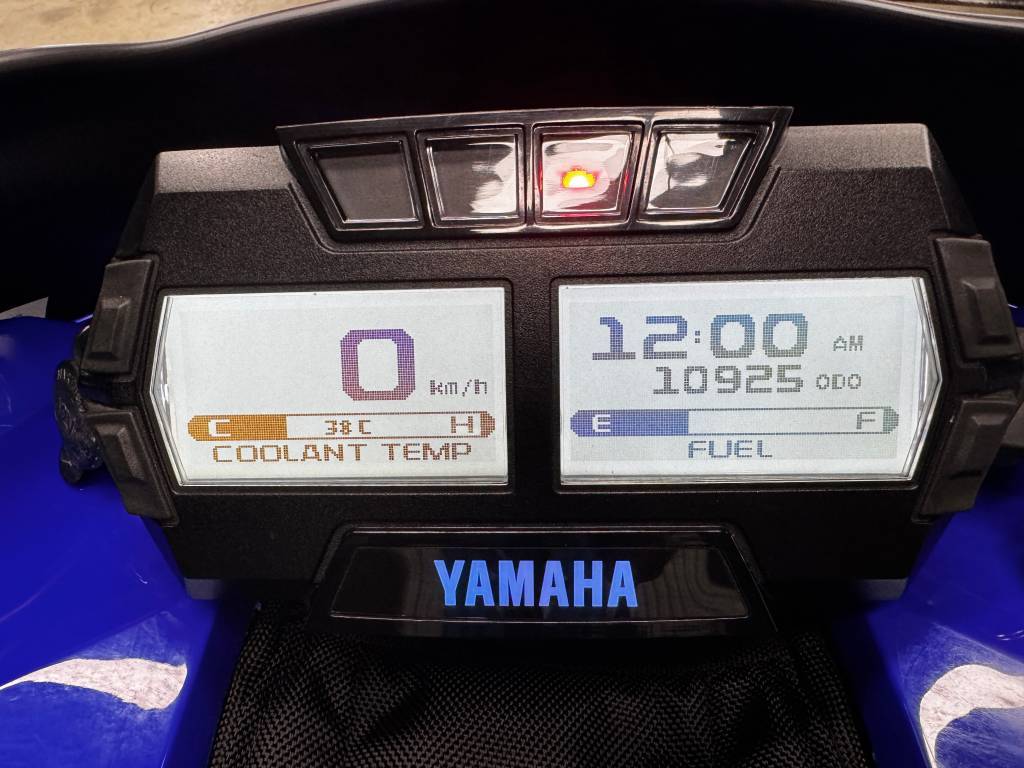 0 km/h
C 38 C H
COOLANT TEMP
12:00 AM
10925 ODO
E F
FUEL
YAMAHA